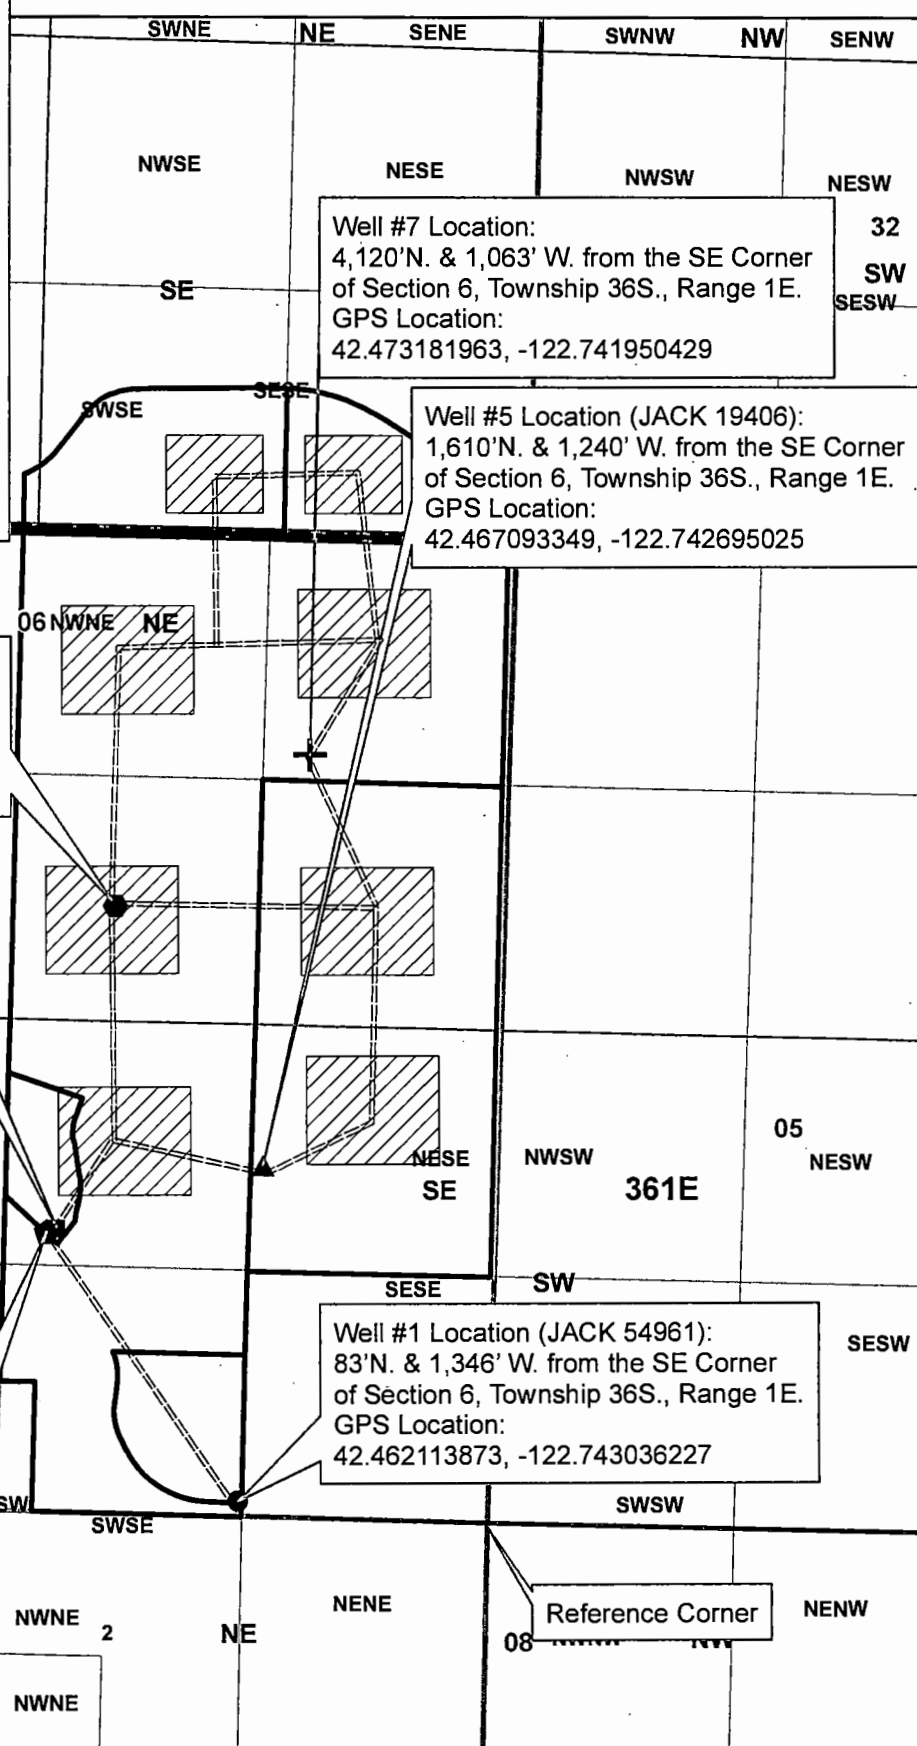 SWNE NE SENE SWNW NW SENW
NWSE NESE NWSW NESW
32
SE SW
SESW
Well #7 Location:
4,120'N. & 1,063' W. from the SE Corner
of Section 6, Township 36S., Range 1E.
GPS Location:
42.473181963, -122.741950429
SESE
SWSE
Well #5 Location (JACK 19406):
1,610'N. & 1,240' W. from the SE Corner
of Section 6, Township 36S., Range 1E.
GPS Location:
42.467093349, -122.742695025
06 NWNE NE
05
NESE NWSW NESW
SE 361E
SESE SW
Well #1 Location (JACK 54961):
83'N. & 1,346' W. from the SE Corner
of Section 6, Township 36S., Range 1E.
GPS Location:
42.462113873, -122.743036227
SESW
SW SWSE SWSW
NWNE NENE NENW
Reference Corner
2 NE 08 NW
NWNE